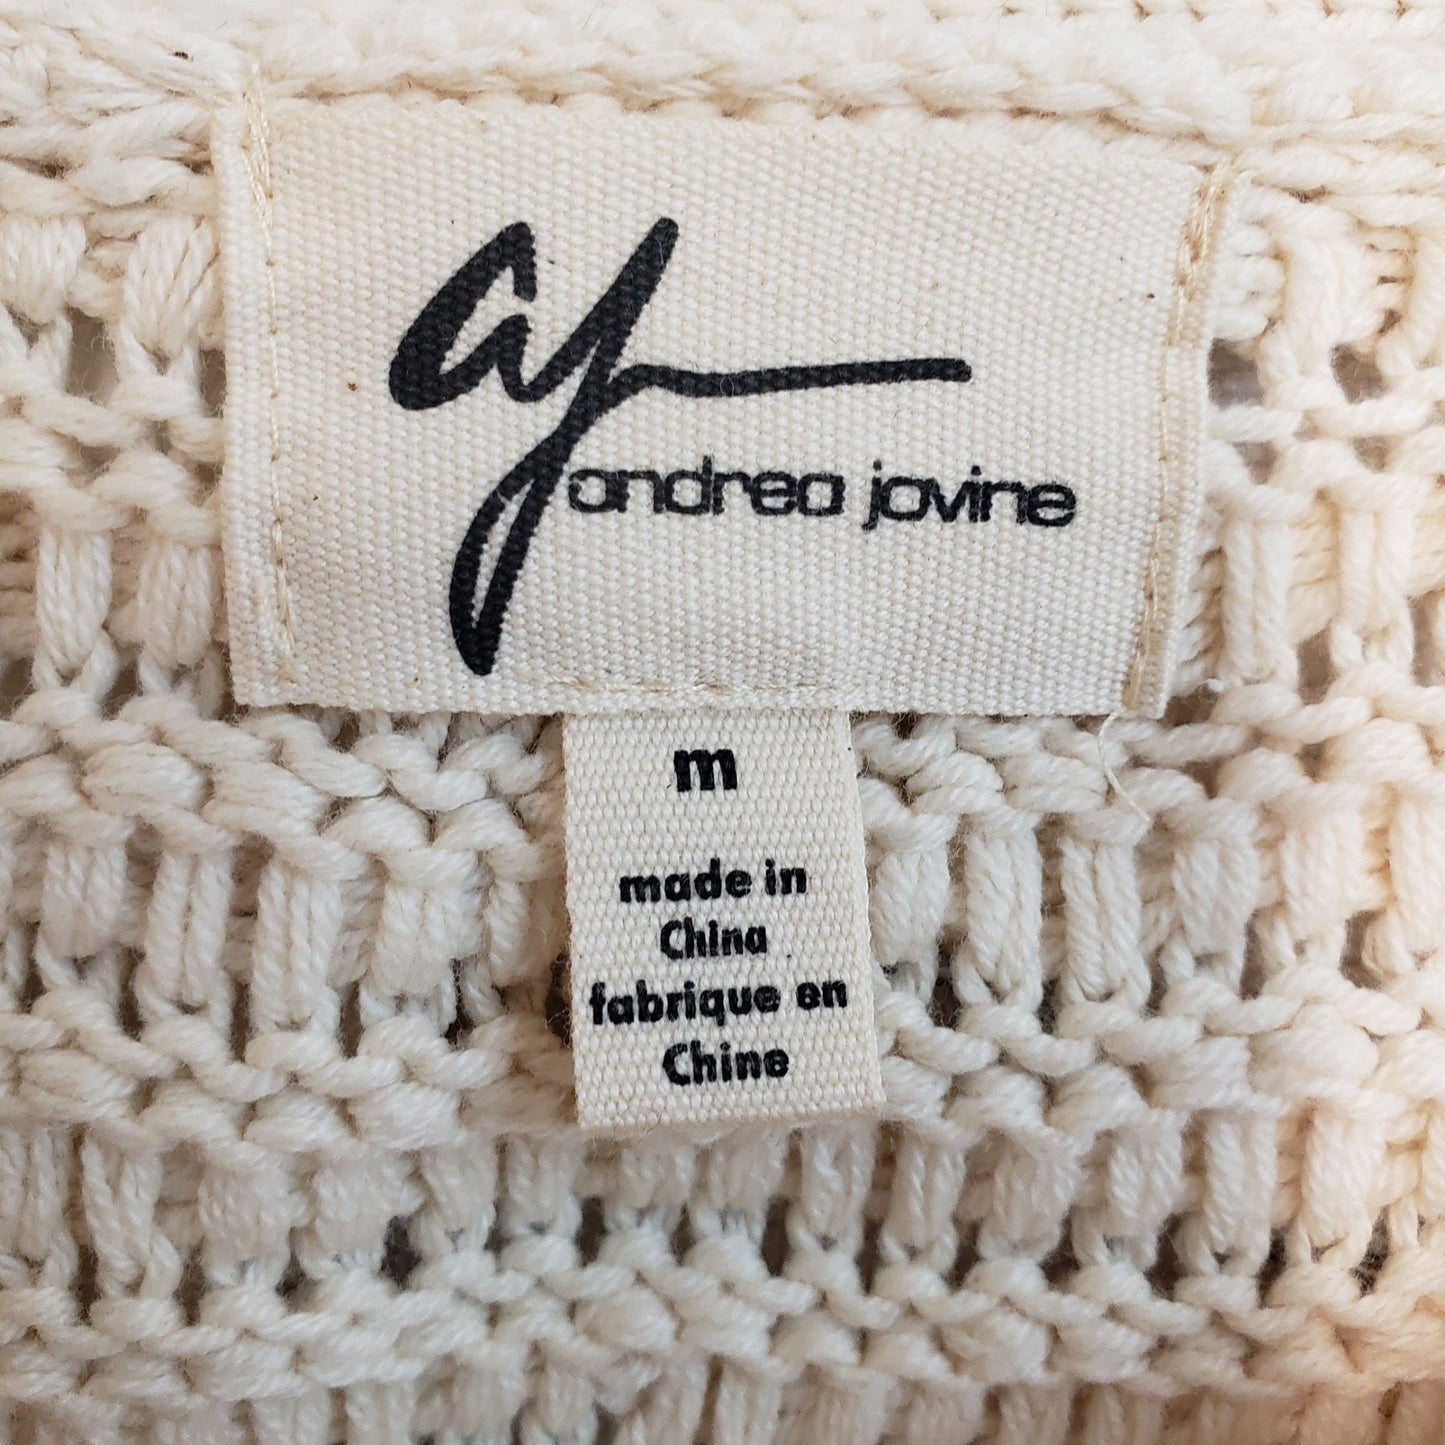 aj
andrea jovine
m
made in
China
fabrique en
Chine